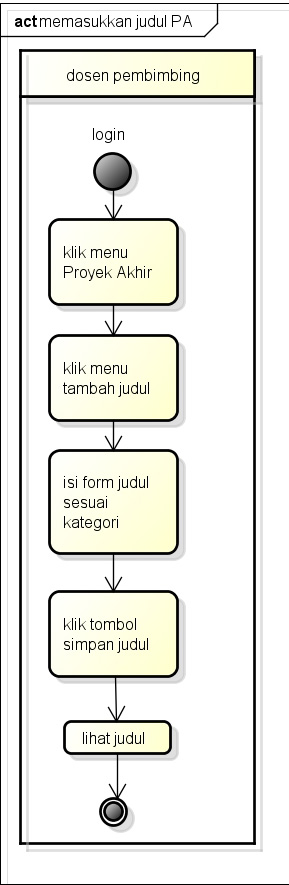 act memasukkan judul PA
dosen pembimbing
login
klik menu
Proyek Akhir
klik menu
tambah judul
isi form judul
sesuai
kategori
klik tombol
simpan judul
lihat judul